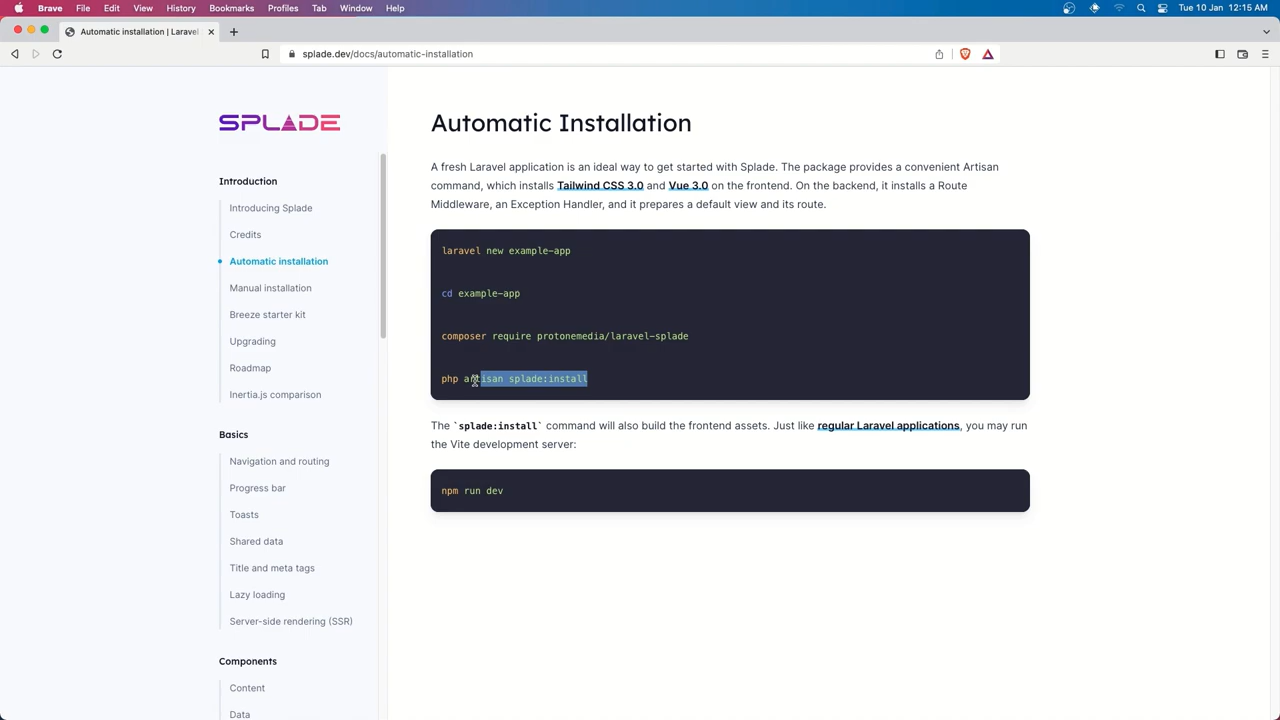 Brave File Edit View History Bookmarks Profiles Tab Window Help
Tue 10 Jan 12:15 AM
Automatic installation | Laravel
splade.dev/docs/automatic-installation
SPLADE
Introduction
Introducing Splade
Credits
Automatic installation
Manual installation
Breeze starter kit
Upgrading
Roadmap
Inertia.js comparison
Basics
Navigation and routing
Progress bar
Toasts
Shared data
Title and meta tags
Lazy loading
Server-side rendering (SSR)
Components
Content
Data
Automatic Installation
A fresh Laravel application is an ideal way to get started with Splade. The package provides a convenient Artisan
command, which installs Tailwind CSS 3.0 and Vue 3.0 on the frontend. On the backend, it installs a Route
Middleware, an Exception Handler, and it prepares a default view and its route.
laravel new example-app
cd example-app
composer require protonemedia/laravel-splade
php artisan splade:install
The `splade:install` command will also build the frontend assets. Just like regular Laravel applications, you may run
the Vite development server:
npm run dev